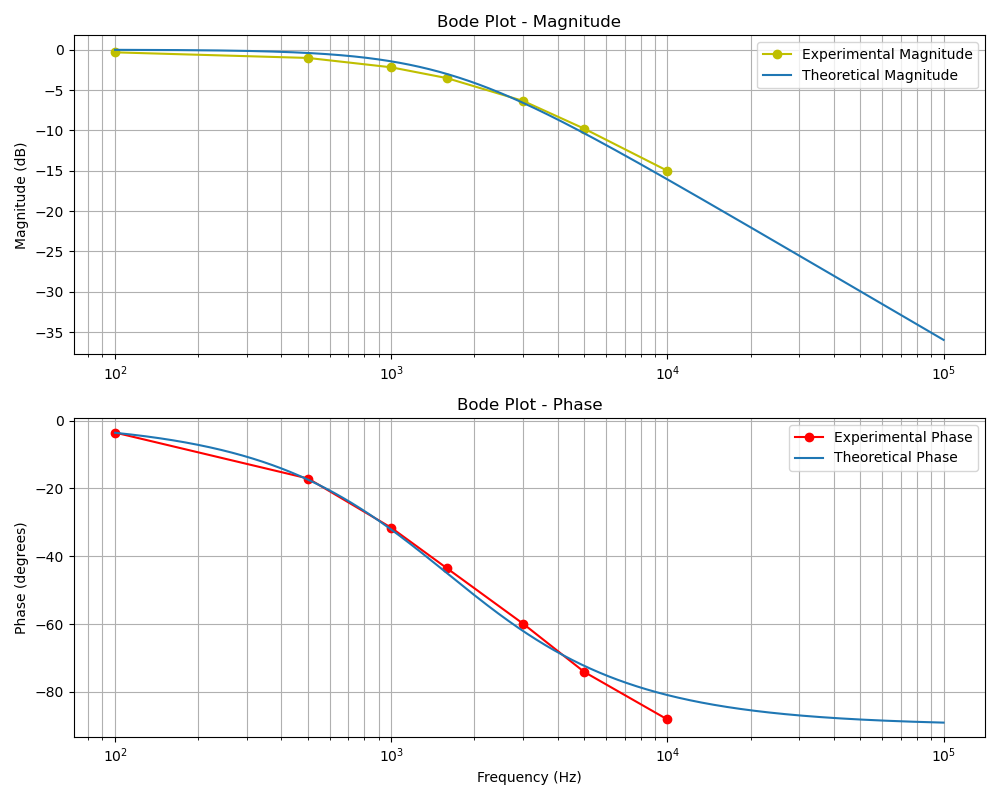 Bode Plot - Magnitude
Experimental Magnitude
Theoretical Magnitude
Magnitude (dB)
0
−5
−10
−15
−20
−25
−30
−35
10²
10³
10⁴
10⁵
Bode Plot - Phase
Experimental Phase
Theoretical Phase
Phase (degrees)
0
−20
−40
−60
−80
10²
10³
10⁴
10⁵
Frequency (Hz)